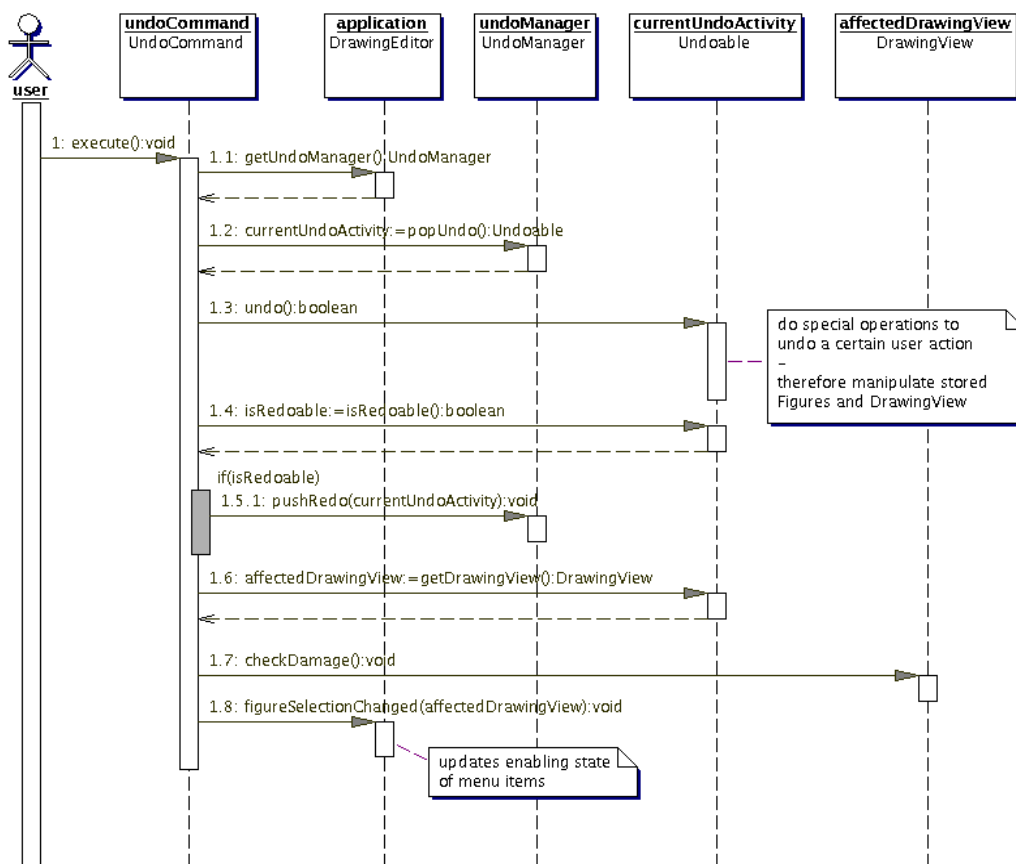 undoCommand
UndoCommand
application
DrawingEditor
undoManager
UndoManager
currentUndoActivity
Undoable
affectedDrawingView
DrawingView
user
1: execute():void
1.1: getUndoManager():UndoManager
1.2: currentUndoActivity:=popUndo():Undoable
1.3: undo():boolean
do special operations to
undo a certain user action
–
therefore manipulate stored
Figures and DrawingView
1.4: isRedoable:=isRedoable():boolean
if(isRedoable)
1.5.1: pushRedo(currentUndoActivity):void
1.6: affectedDrawingView:=getDrawingView():DrawingView
1.7: checkDamage():void
1.8: figureSelectionChanged(affectedDrawingView):void
updates enabling state
of menu items